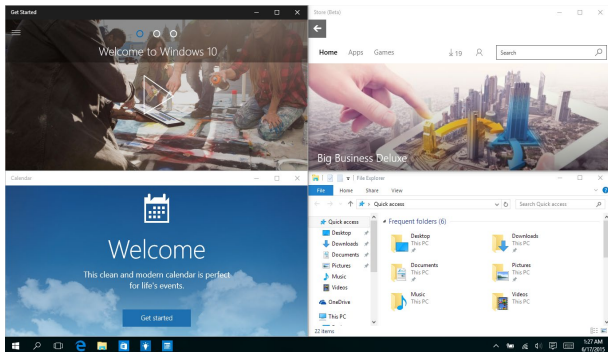 Get Started
Welcome to Windows 10
Store (Beta)
Home Apps Games
19
Search
Big Business Deluxe
Calendar
Welcome
This clean and modern calendar is perfect
for life's events.
Get started
File Explorer
File Home Share View
Quick access
Search Quick access
Quick access
Desktop
Downloads
Documents
Pictures
Music
Videos
OneDrive
This PC
Frequent folders (6)
Desktop
This PC
Downloads
This PC
Documents
This PC
Pictures
This PC
Music
This PC
Videos
This PC
22 items
1:27 AM
6/17/2015